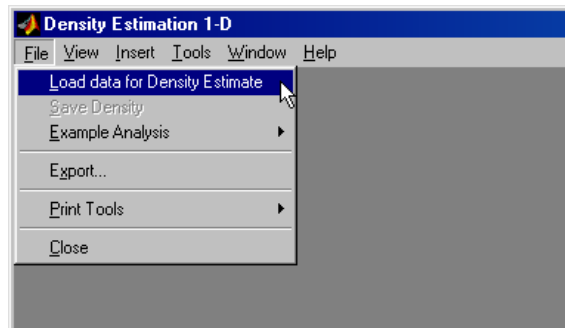 Density Estimation 1-D
File View Insert Tools Window Help
Load data for Density Estimate
Save Density
Example Analysis
Export...
Print Tools
Close